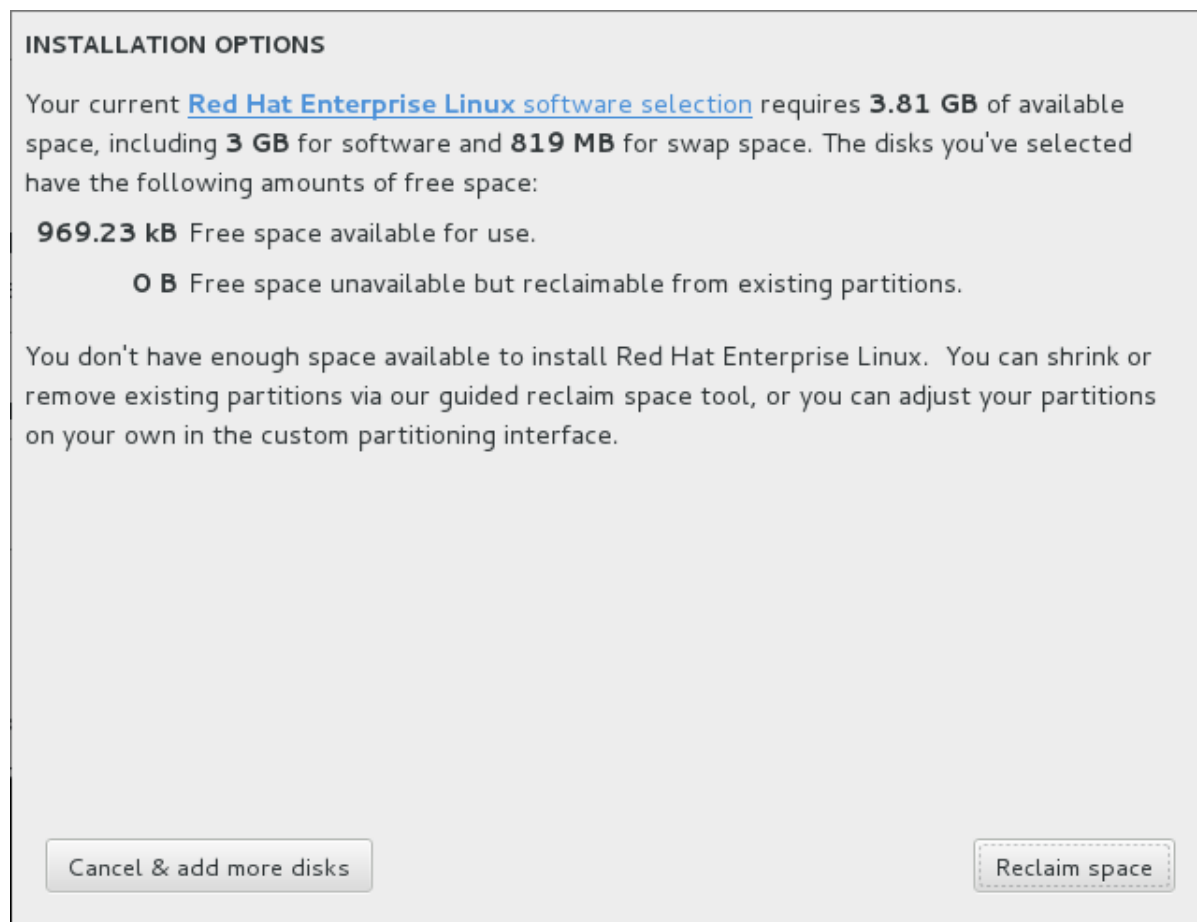 INSTALLATION OPTIONS
Your current Red Hat Enterprise Linux software selection requires 3.81 GB of available
space, including 3 GB for software and 819 MB for swap space. The disks you've selected
have the following amounts of free space:
969.23 kB Free space available for use.
0 B Free space unavailable but reclaimable from existing partitions.
You don't have enough space available to install Red Hat Enterprise Linux.  You can shrink or
remove existing partitions via our guided reclaim space tool, or you can adjust your partitions
on your own in the custom partitioning interface.
Cancel & add more disks
Reclaim space